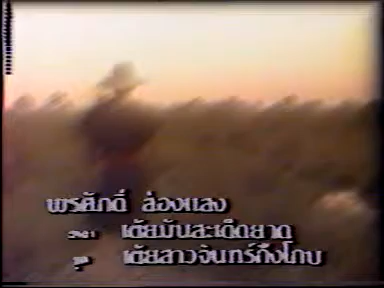 พรศักดิ์ ส่องแสง
เต้ยมันสะเด็ดยาด
เต้ยสาวจันทร์กั้งโกบ